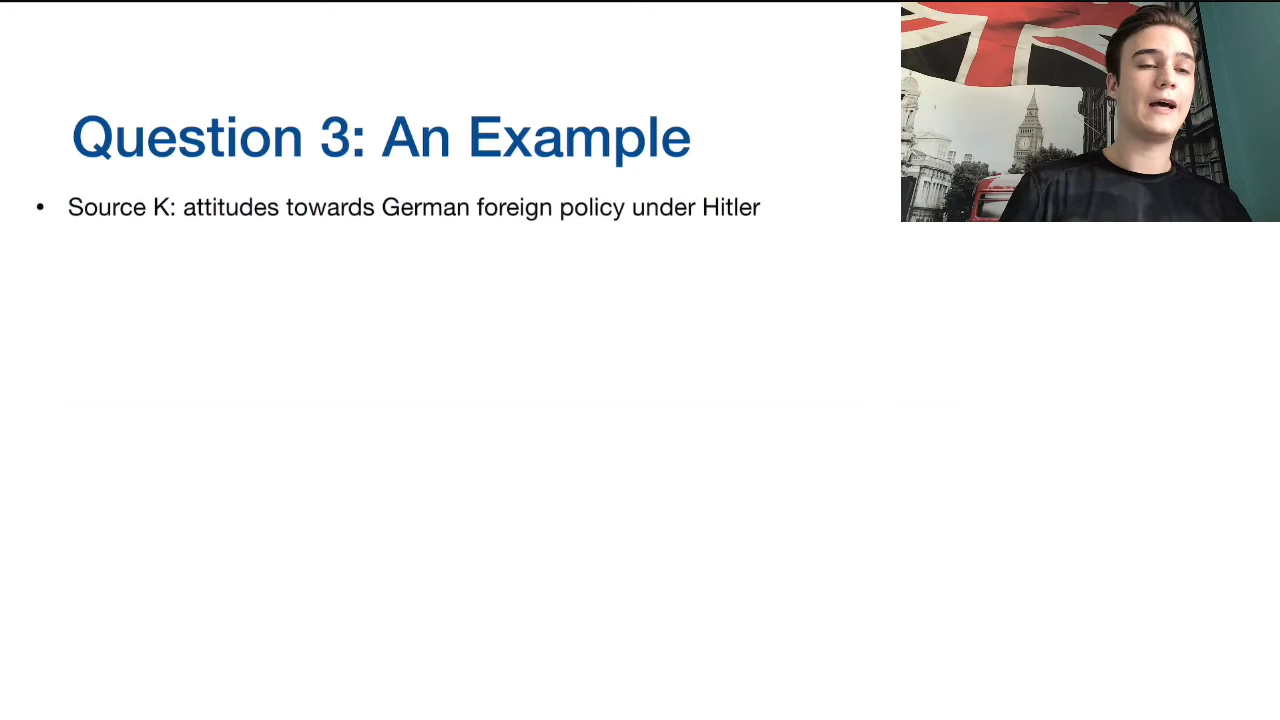 Question 3: An Example
• Source K: attitudes towards German foreign policy under Hitler